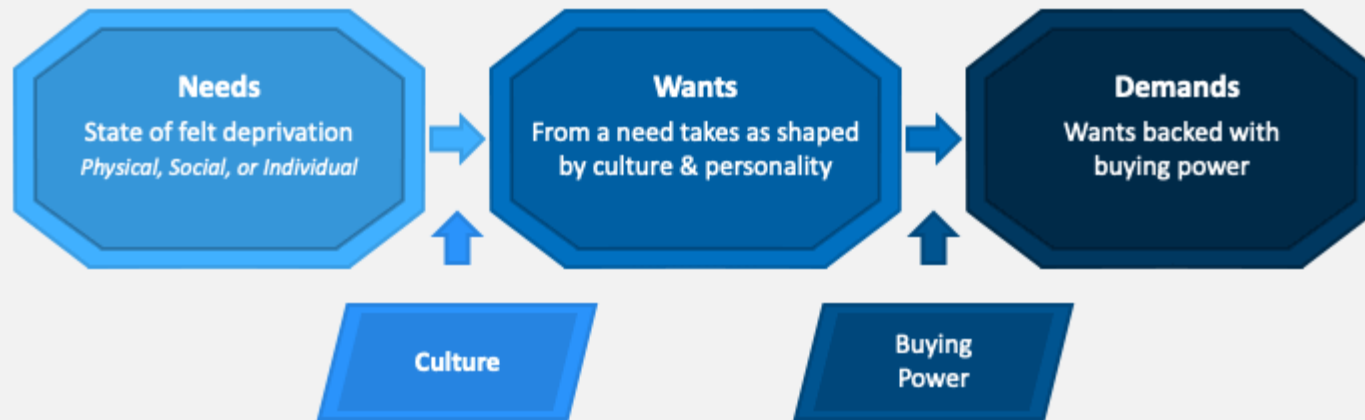 Needs
State of felt deprivation
Physical, Social, or Individual
Wants
From a need takes as shaped
by culture & personality
Demands
Wants backed with
buying power
Culture
Buying
Power